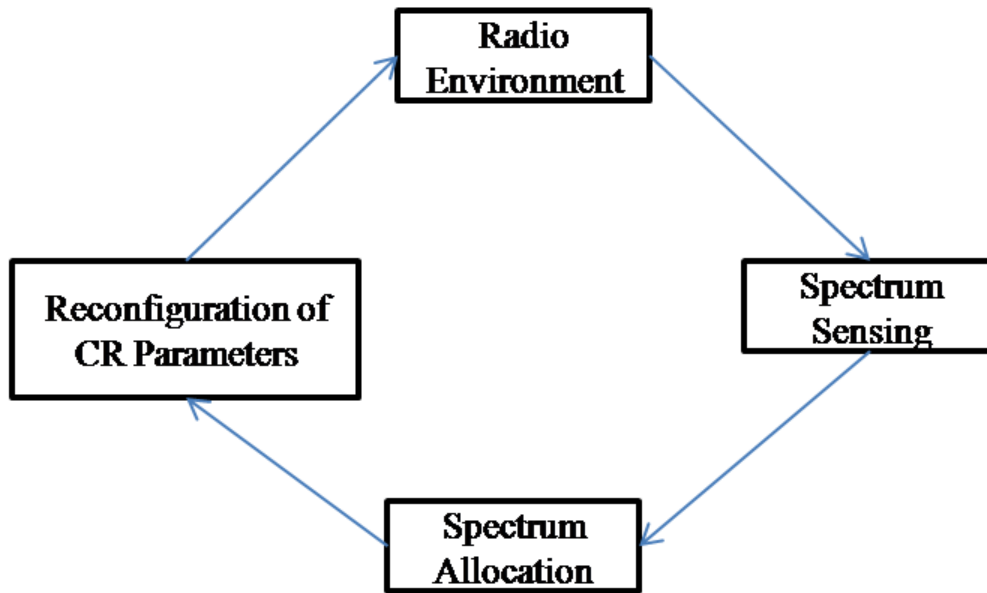 Radio
Environment
Spectrum
Sensing
Spectrum
Allocation
Reconfiguration of
CR Parameters